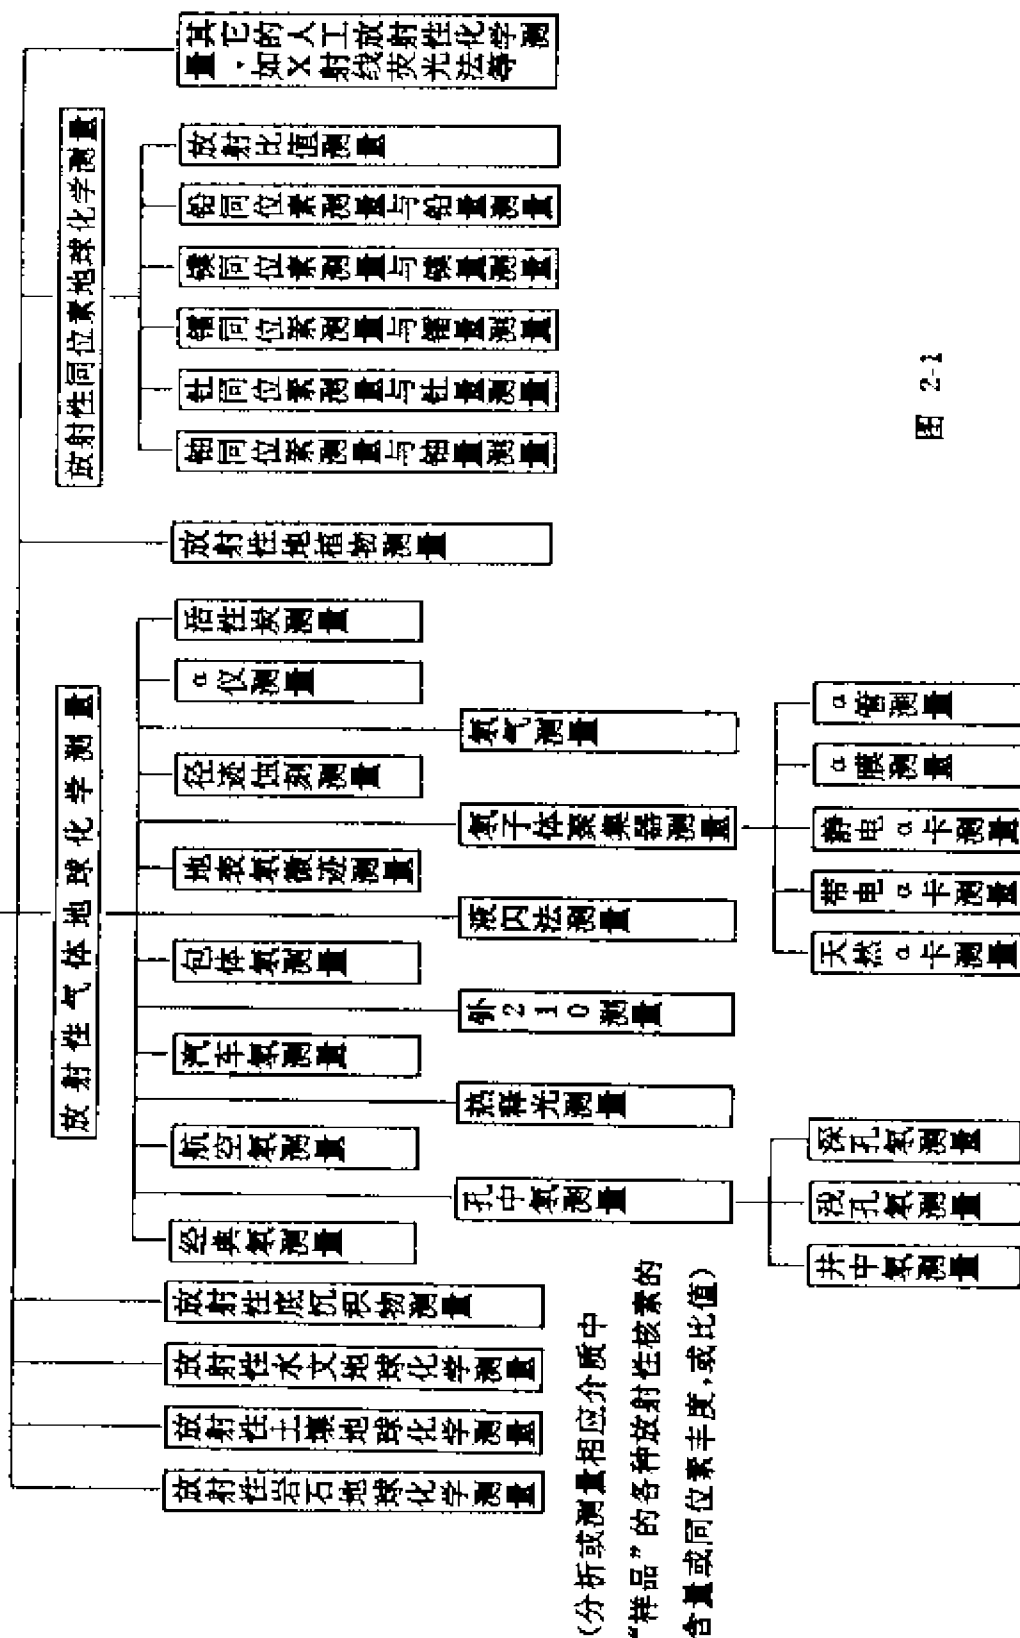 放射性岩石地球化学测量
放射性土壤地球化学测量
放射性水文地球化学测量
放射性底沉积物测量
放射性气体地球化学测量
经典氡测量
航空氡测量
汽车氡测量
包体氡测量
地表氡微迹测量
径迹蚀刻测量
α仪测量
活性炭测量
孔中氡测量
热释光测量
钋210测量
液闪法测量
氡子体聚集器测量
氡气测量
井中氡测量
浅孔氡测量
深孔氡测量
天然α卡测量
带电α卡测量
静电α卡测量
α膜测量
α管测量
放射性地植物测量
放射性同位素地球化学测量
铀同位素测量与铀量测量
钍同位素测量与钍量测量
镭同位素测量与镭量测量
镤同位素测量与镤量测量
铅同位素测量与铅量测量
放射比值测量
其它的人工放射性化学测
量,如X射线荧光法等
(分析或测量相应介质中
“样品”的各种放射性核素的
含量或同位素丰度,或比值)
图 2-1